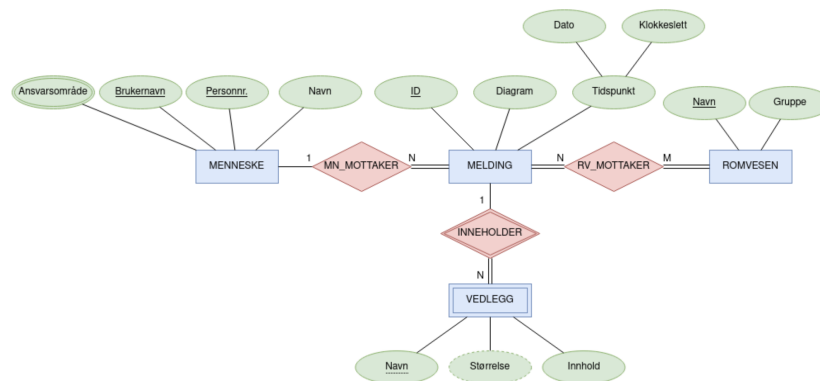 Dato
Klokkeslett
Ansvarsområde
Brukernavn
Personnr.
Navn
ID
Diagram
Tidspunkt
Navn
Gruppe
MENNESKE
1
MN_MOTTAKER
N
MELDING
N
RV_MOTTAKER
M
ROMVESEN
1
INNEHOLDER
N
VEDLEGG
Navn
Størrelse
Innhold